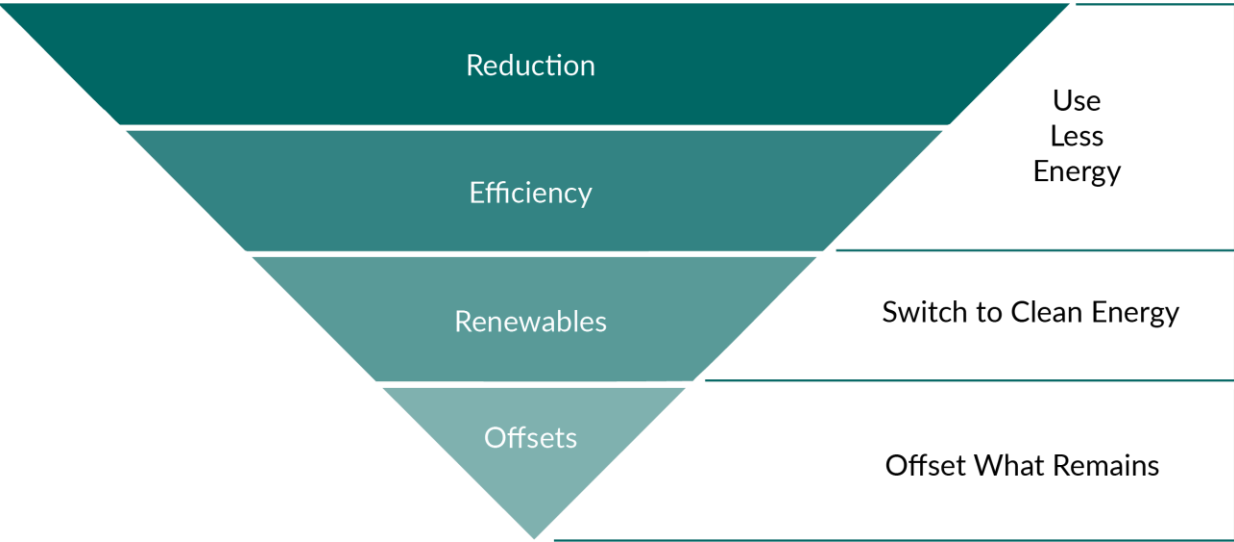 Reduction
Use
Less
Energy
Efficiency
Renewables
Switch to Clean Energy
Offsets
Offset What Remains